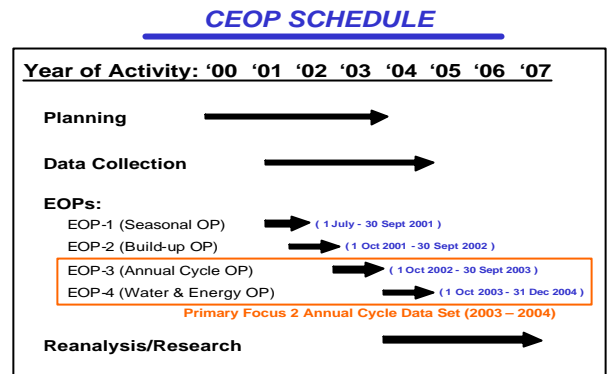 CEOP SCHEDULE
Year of Activity: ‘00 ‘01 ‘02 ‘03 ‘04 ‘05 ‘06 ‘07
Planning
Data Collection
EOPs:
EOP-1 (Seasonal OP) ( 1 July - 30 Sept 2001 )
EOP-2 (Build-up OP) ( 1 Oct 2001 - 30 Sept 2002 )
EOP-3 (Annual Cycle OP) ( 1 Oct 2002 - 30 Sept 2003 )
EOP-4 (Water & Energy OP) ( 1 Oct 2003 - 31 Dec 2004 )
Primary Focus 2 Annual Cycle Data Set (2003 – 2004)
Reanalysis/Research